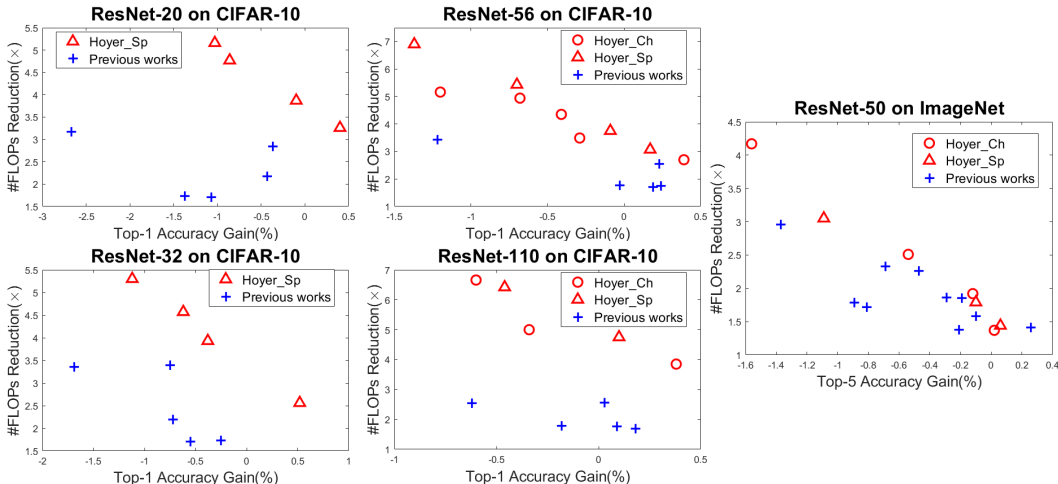 ResNet-20 on CIFAR-10
#FLOPs Reduction(×)
5.5
5
4.5
4
3.5
3
2.5
2
1.5
Hoyer_Sp
Previous works
-3 -2.5 -2 -1.5 -1 -0.5 0 0.5
Top-1 Accuracy Gain(%)
ResNet-56 on CIFAR-10
#FLOPs Reduction(×)
7
6
5
4
3
2
1
Hoyer_Ch
Hoyer_Sp
Previous works
-1.5 -1 -0.5 0 0.5
Top-1 Accuracy Gain(%)
ResNet-32 on CIFAR-10
#FLOPs Reduction(×)
5.5
5
4.5
4
3.5
3
2.5
2
1.5
Hoyer_Sp
Previous works
-2 -1.5 -1 -0.5 0 0.5 1
Top-1 Accuracy Gain(%)
ResNet-110 on CIFAR-10
#FLOPs Reduction(×)
7
6
5
4
3
2
1
Hoyer_Ch
Hoyer_Sp
Previous works
-1 -0.5 0 0.5
Top-1 Accuracy Gain(%)
ResNet-50 on ImageNet
#FLOPs Reduction(×)
4.5
4
3.5
3
2.5
2
1.5
1
Hoyer_Ch
Hoyer_Sp
Previous works
-1.6 -1.4 -1.2 -1 -0.8 -0.6 -0.4 -0.2 0 0.2 0.4
Top-5 Accuracy Gain(%)